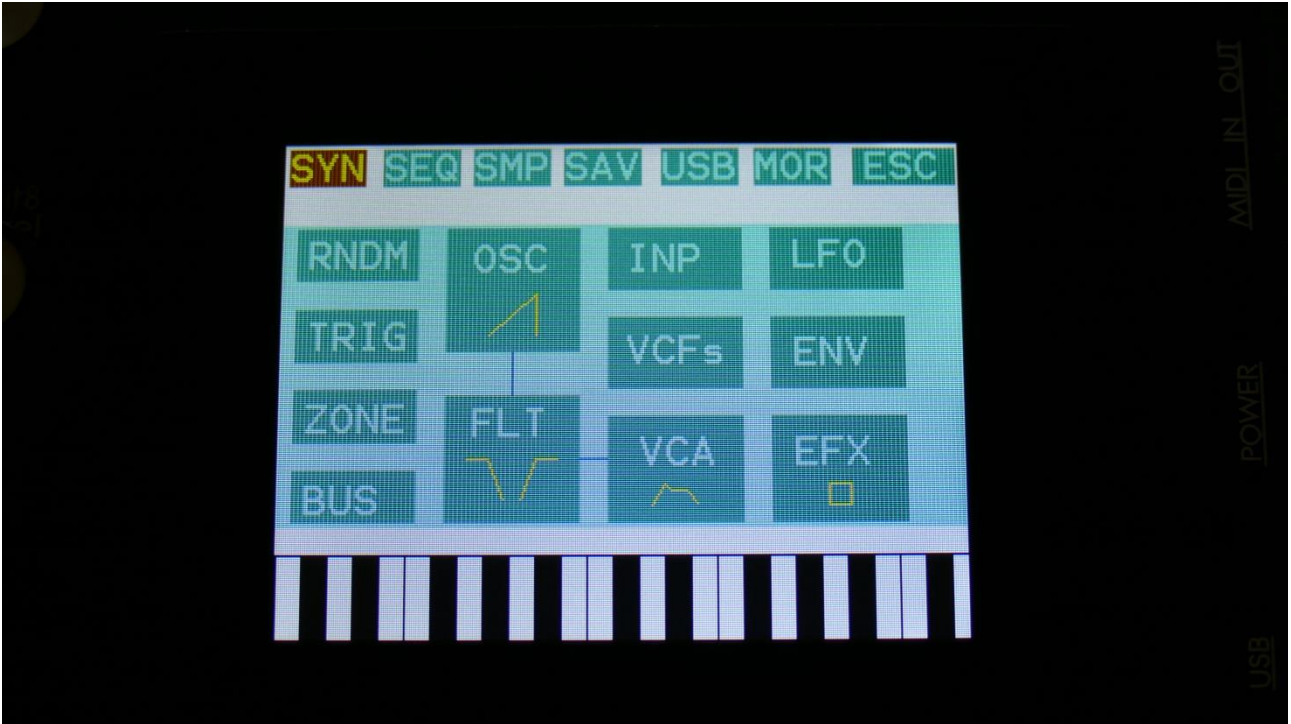 SYN SEQ SMP SAV USB MOR ESC
RNDM OSC INP LFO
TRIG VCFs ENV
ZONE FLT VCA EFX
BUS
MIDI IN OUT
POWER
USB